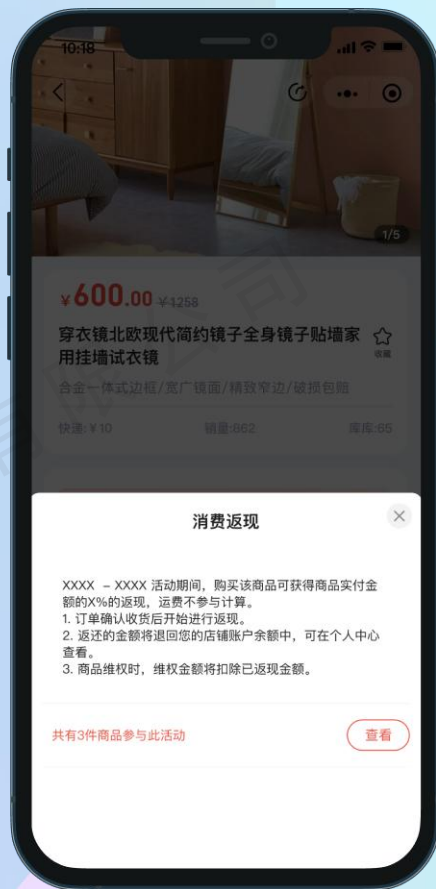 10:18
1/5
¥600.00 ¥1258
穿衣镜北欧现代简约镜子全身镜子贴墙家
用挂墙试衣镜
收藏
合金一体式边框/宽广镜面/精致窄边/破损包赔
快递:¥10 销量:862 库库:65
消费返现
XXXX - XXXX 活动期间，购买该商品可获得商品实付金
额的X%的返现，运费不参与计算。
1. 订单确认收货后开始进行返现。
2. 返还的金额将退回您的店铺账户余额中，可在个人中心
查看。
3. 商品维权时，维权金额将扣除已返现金额。
共有3件商品参与此活动
查看
有限公司